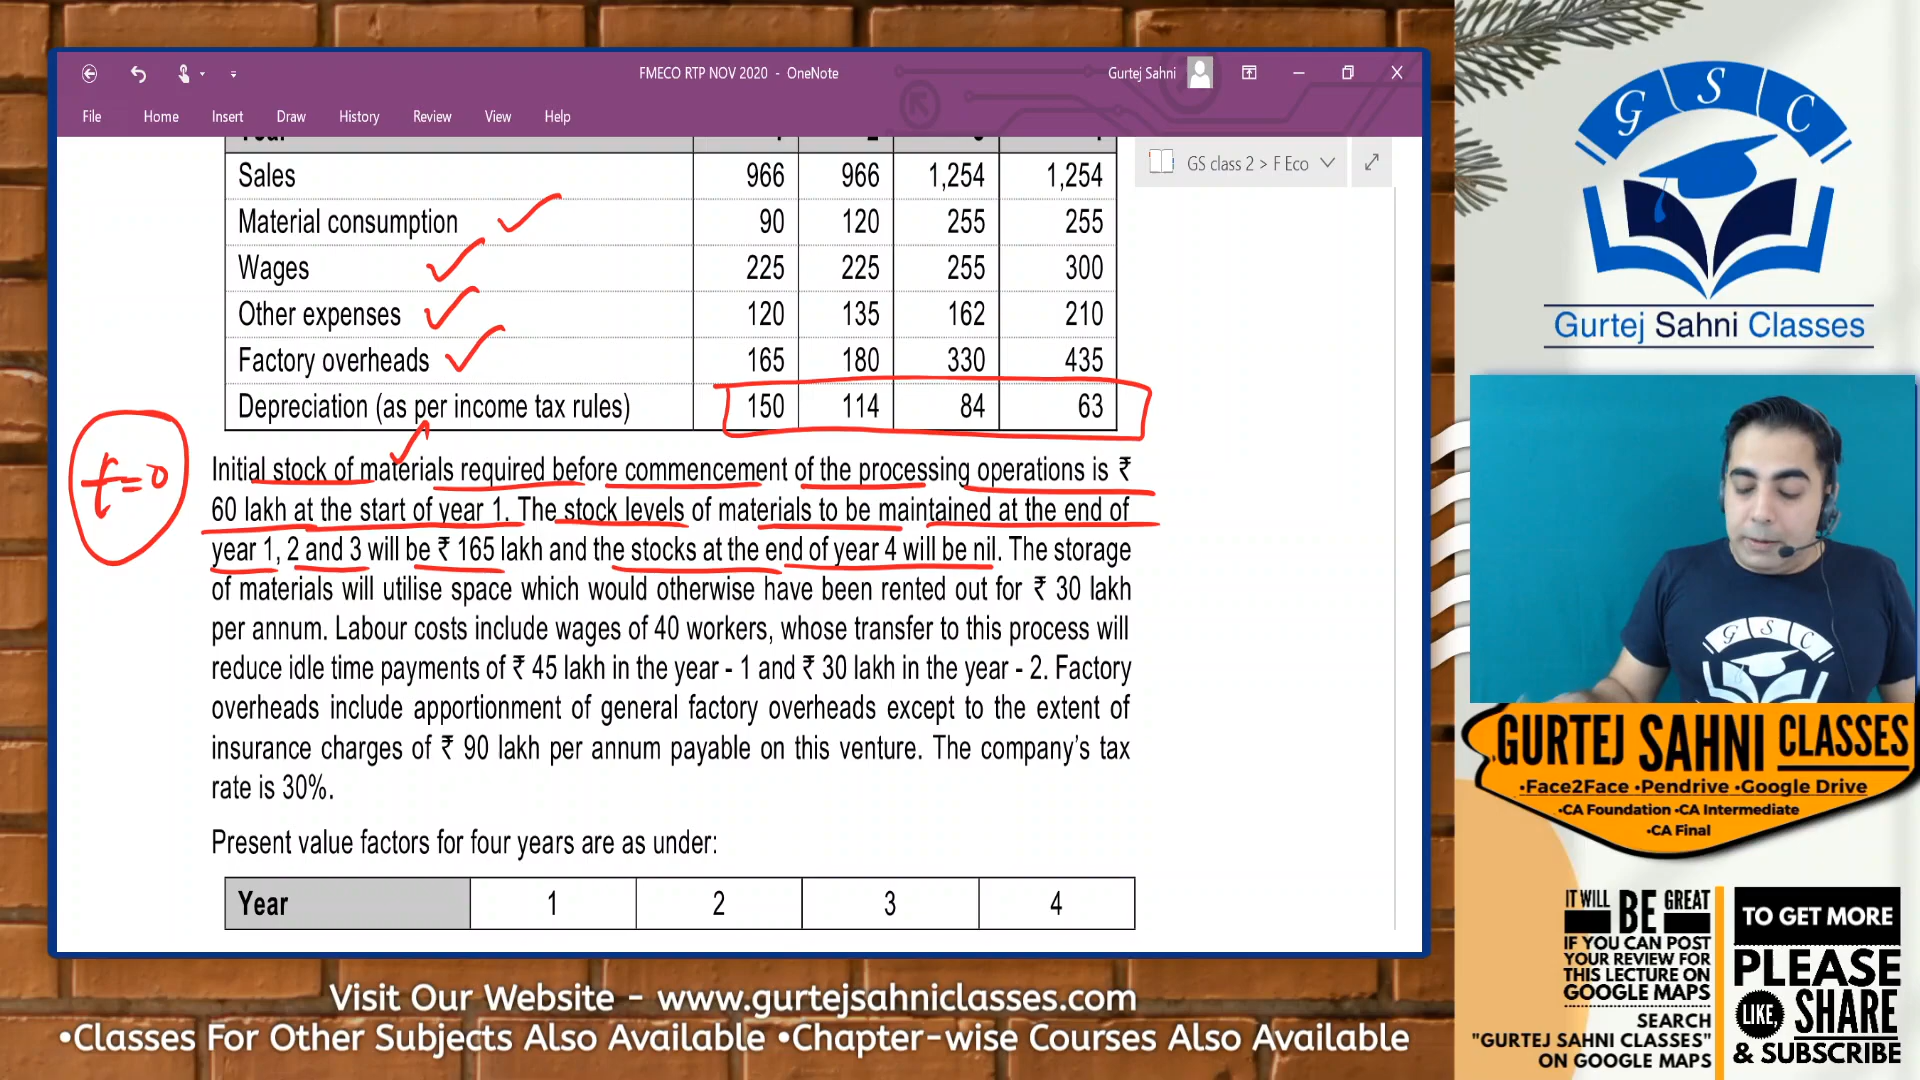 FMECO RTP NOV 2020 - OneNote
Gurtej Sahni
File Home Insert Draw History Review View Help
GS class 2 > F Eco
Year 1 2 3 4
Sales 966 966 1,254 1,254
Material consumption 90 120 255 255
Wages 225 225 255 300
Other expenses 120 135 162 210
Factory overheads 165 180 330 435
Depreciation (as per income tax rules) 150 114 84 63
t=0
Initial stock of materials required before commencement of the processing operations is ₹
60 lakh at the start of year 1. The stock levels of materials to be maintained at the end of
year 1, 2 and 3 will be ₹ 165 lakh and the stocks at the end of year 4 will be nil. The storage
of materials will utilise space which would otherwise have been rented out for ₹ 30 lakh
per annum. Labour costs include wages of 40 workers, whose transfer to this process will
reduce idle time payments of ₹ 45 lakh in the year - 1 and ₹ 30 lakh in the year - 2. Factory
overheads include apportionment of general factory overheads except to the extent of
insurance charges of ₹ 90 lakh per annum payable on this venture. The company's tax
rate is 30%.
Present value factors for four years are as under:
Year 1 2 3 4
G S C
Gurtej Sahni Classes
G S C
GURTEJ SAHNI CLASSES
•Face2Face •Pendrive •Google Drive
•CA Foundation •CA Intermediate
•CA Final
IT WILL BE GREAT
IF YOU CAN POST
YOUR REVIEW FOR
THIS LECTURE ON
GOOGLE MAPS
SEARCH
"GURTEJ SAHNI CLASSES"
ON GOOGLE MAPS
TO GET MORE
PLEASE
LIKE, SHARE
& SUBSCRIBE
Visit Our Website - www.gurtejsahniclasses.com
•Classes For Other Subjects Also Available •Chapter-wise Courses Also Available